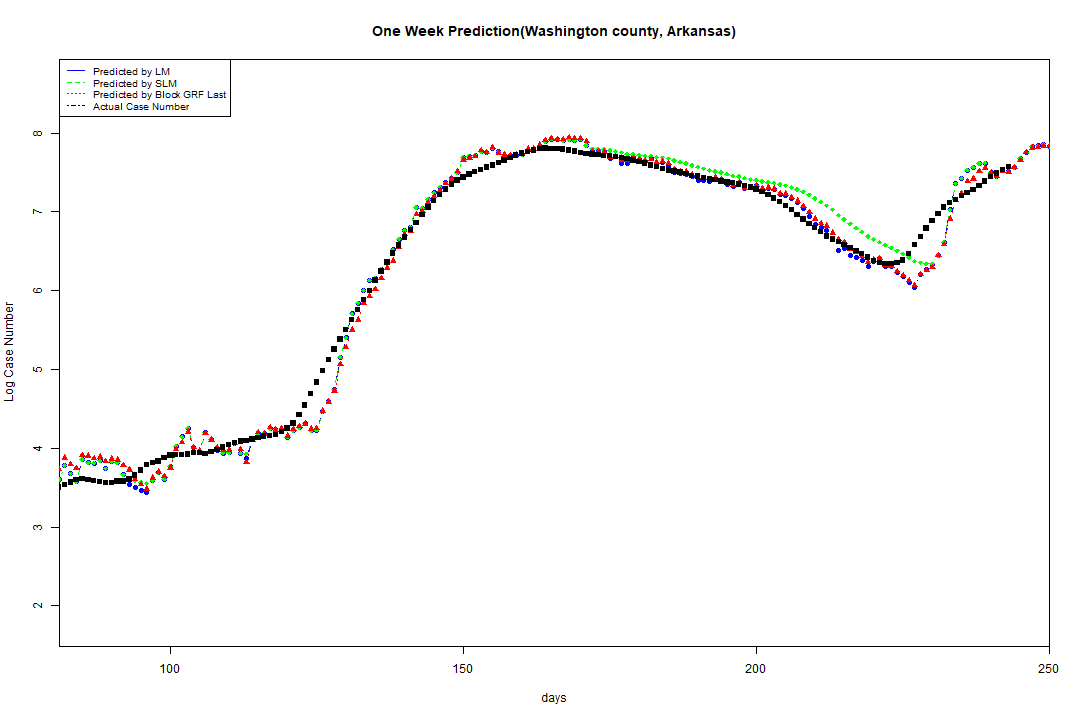 One Week Prediction(Washington county, Arkansas)
Predicted by LM
Predicted by SLM
Predicted by Block GRF Last
Actual Case Number
8
7
6
5
4
3
2
Log Case Number
100 150 200 250
days